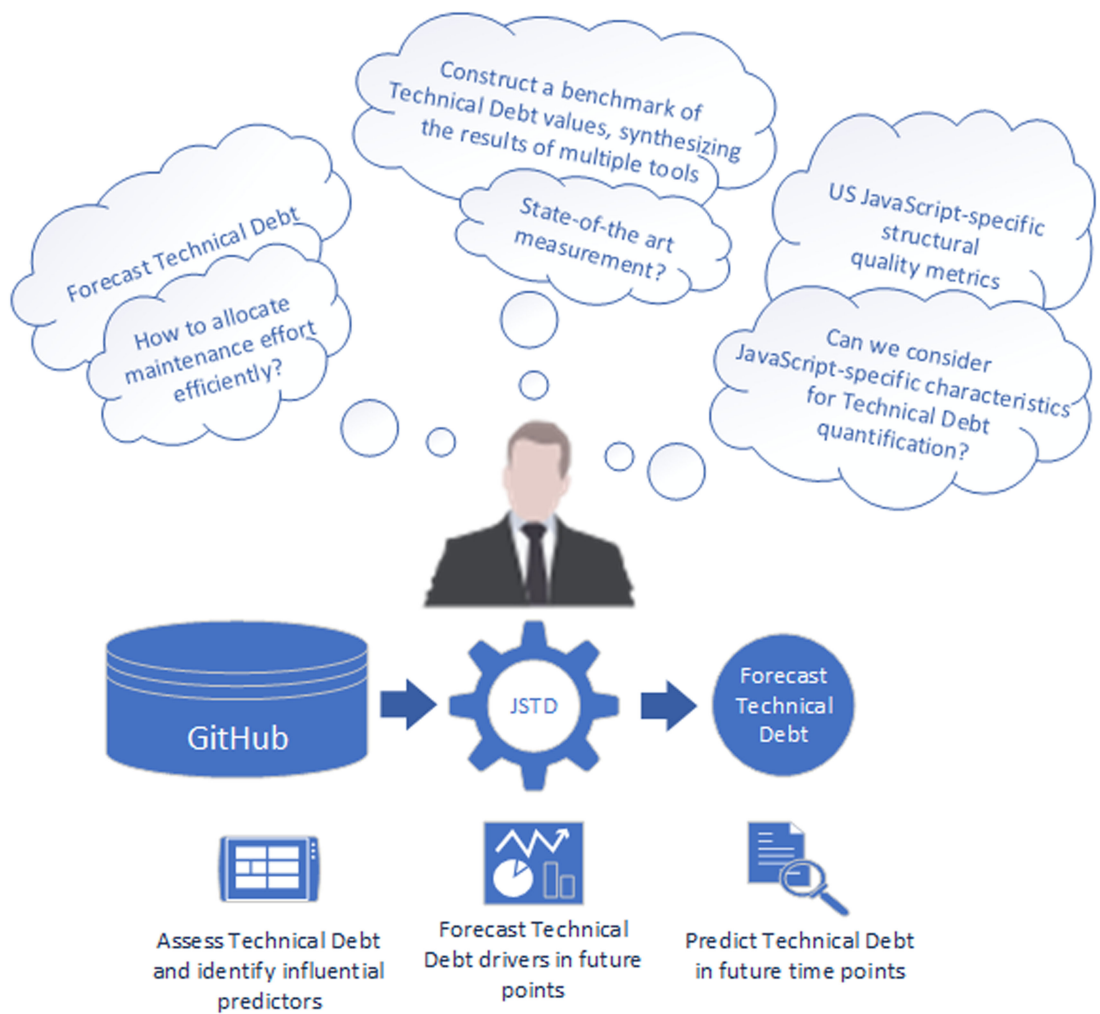 Construct a benchmark of
Technical Debt values, synthesizing
the results of multiple tools
State-of-the art
measurement?
Forecast Technical Debt
How to allocate
maintenance effort
efficiently?
US JavaScript-specific
structural
quality metrics
Can we consider
JavaScript-specific characteristics
for Technical Debt
quantification?
GitHub
JSTD
Forecast
Technical
Debt
Assess Technical Debt
and identify influential
predictors
Forecast Technical
Debt drivers in future
points
Predict Technical Debt
in future time points